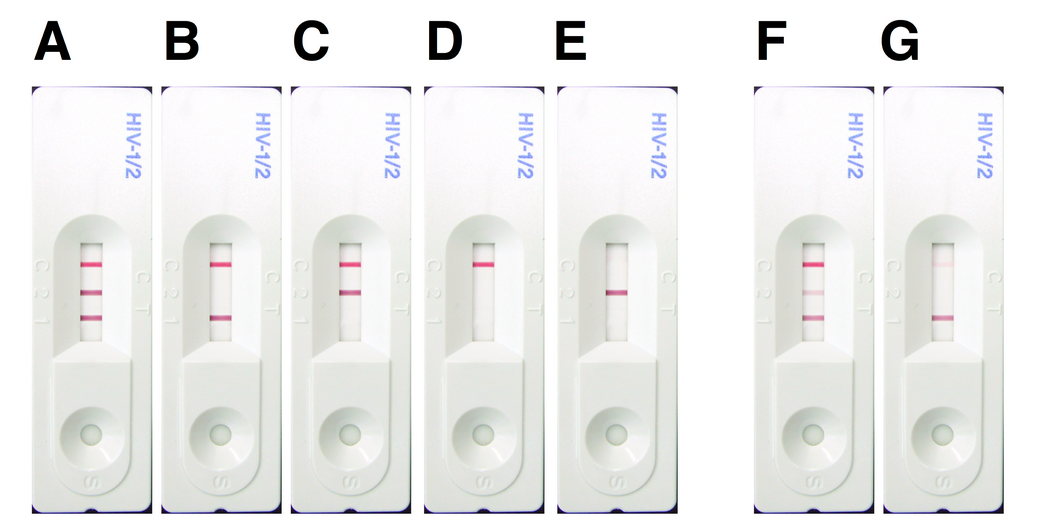 A B C D E F G
HIV-1/2
HIV-1/2
HIV-1/2
HIV-1/2
HIV-1/2
HIV-1/2
HIV-1/2
C 2 1
C T
S
C 2 1
C T
S
C 2 1
C T
S
C 2 1
C T
S
C 2 1
C T
S
C 2 1
C T
S
C 2 1
C T
S